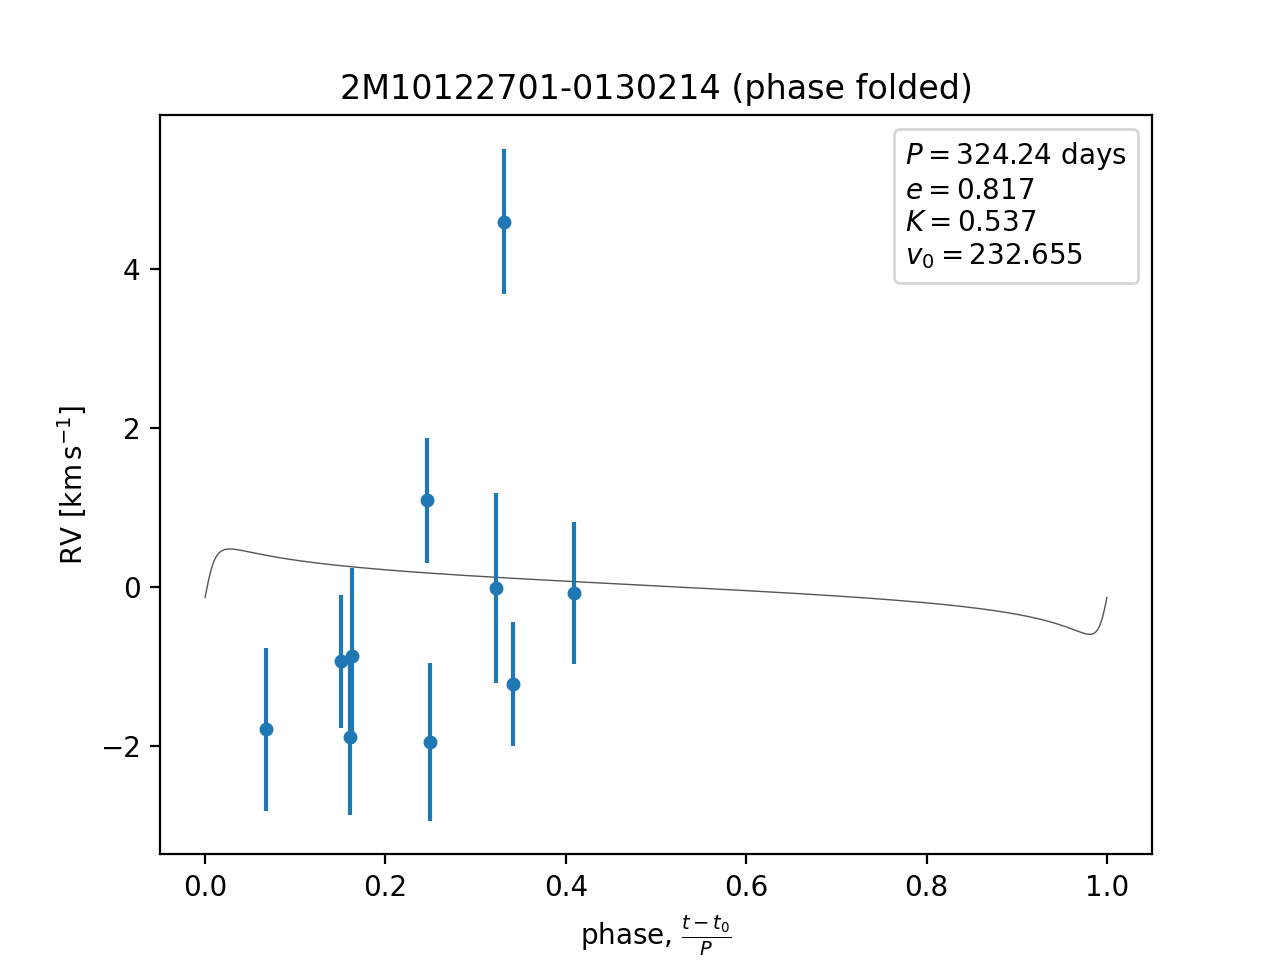 2M10122701-0130214 (phase folded)
P = 324.24 days
e = 0.817
K = 0.537
v₀ = 232.655
4
2
0
−2
RV [km s⁻¹]
0.0 0.2 0.4 0.6 0.8 1.0
phase, (t − t₀)/P